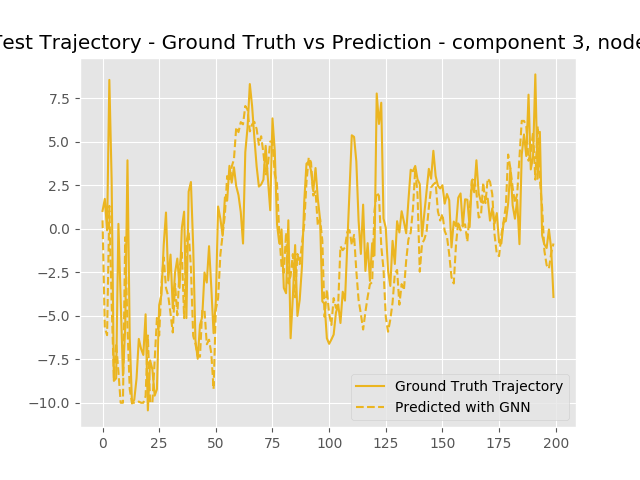 Test Trajectory - Ground Truth vs Prediction - component 3, node
7.5
5.0
2.5
0.0
−2.5
−5.0
−7.5
−10.0
0 25 50 75 100 125 150 175 200
Ground Truth Trajectory
Predicted with GNN